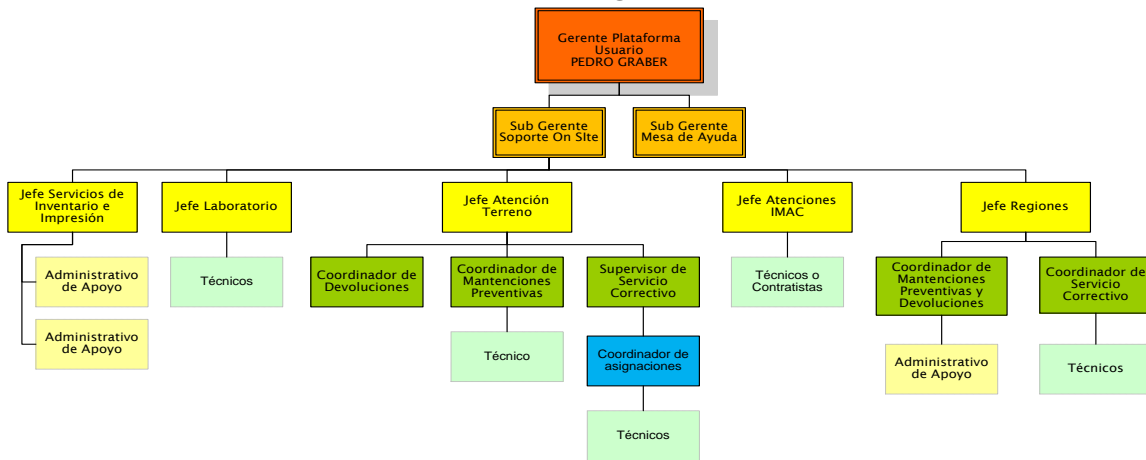 Gerente Plataforma
Usuario
PEDRO GRABER
Sub Gerente
Soporte On SIte
Sub Gerente
Mesa de Ayuda
Jefe Servicios de
Inventario e
Impresión
Jefe Laboratorio
Jefe Atención
Terreno
Jefe Atenciones
IMAC
Jefe Regiones
Administrativo
de Apoyo
Técnicos
Coordinador de
Devoluciones
Coordinador de
Mantenciones
Preventivas
Supervisor de
Servicio
Correctivo
Técnicos o
Contratistas
Coordinador de
Mantenciones
Preventivas y
Devoluciones
Coordinador de
Servicio
Correctivo
Administrativo
de Apoyo
Técnico
Coordinador de
asignaciones
Administrativo
de Apoyo
Técnicos
Técnicos